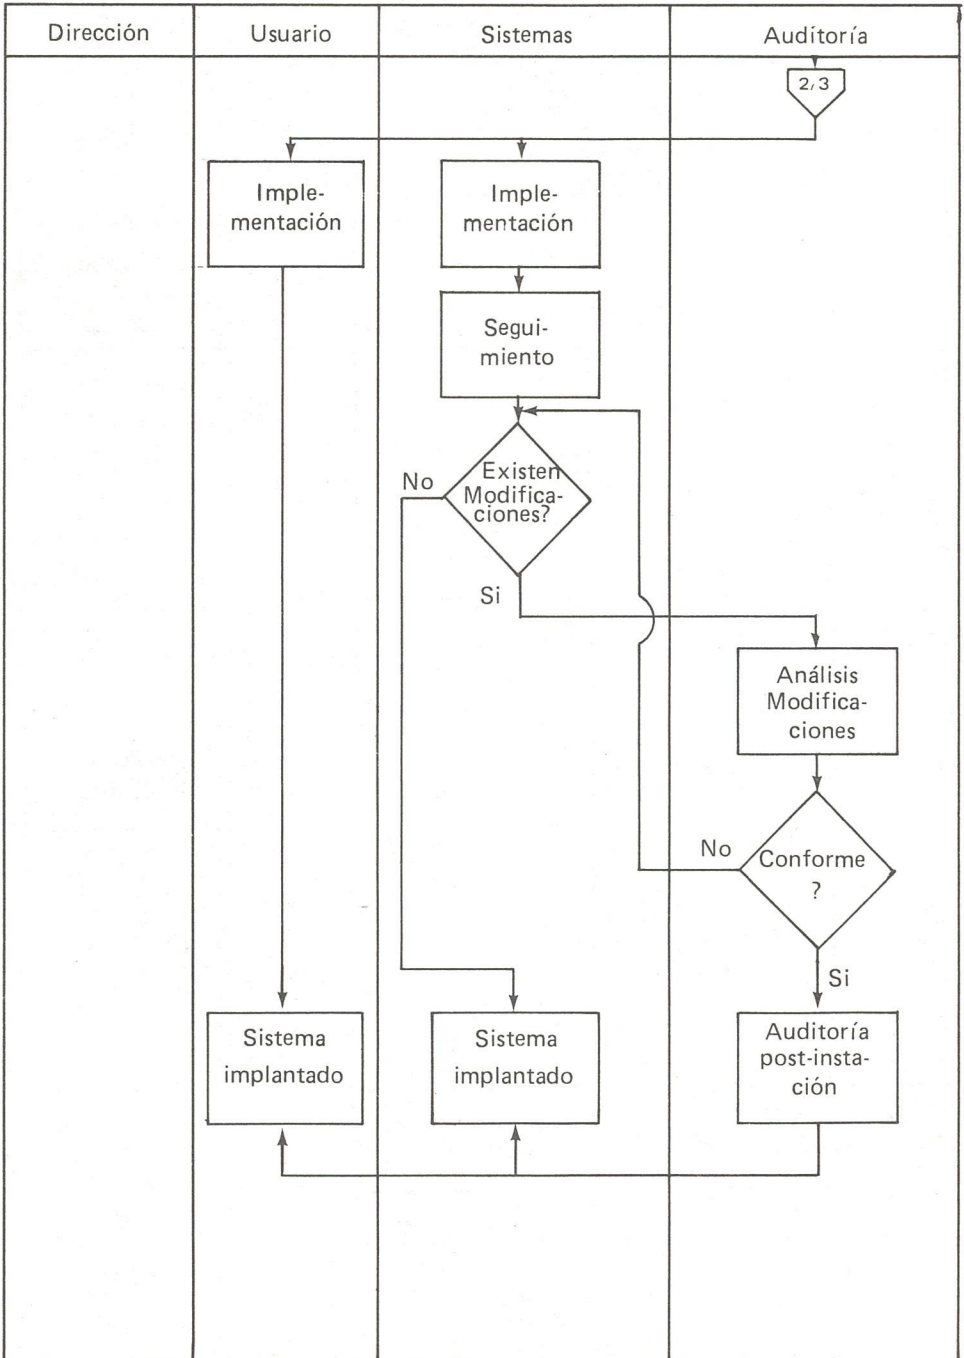 Dirección
Usuario
Sistemas
Auditoría
2,3
Imple-
mentación
Imple-
mentación
Segui-
miento
No
Existen
Modifica-
ciones?
Si
Análisis
Modifica-
ciones
No
Conforme
?
Si
Sistema
implantado
Sistema
implantado
Auditoría
post-insta-
ción